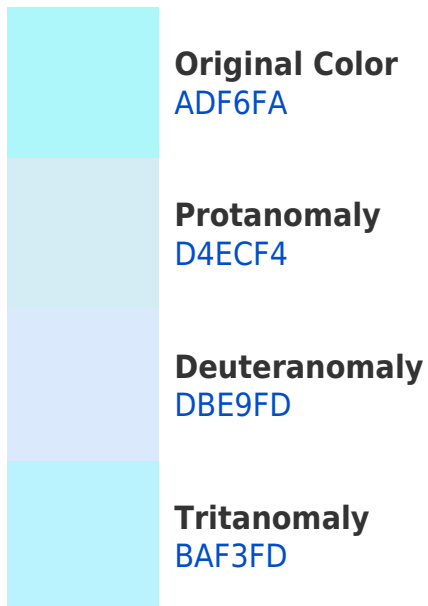 Original Color
ADF6FA
Protanomaly
D4ECF4
Deuteranomaly
DBE9FD
Tritanomaly
BAF3FD